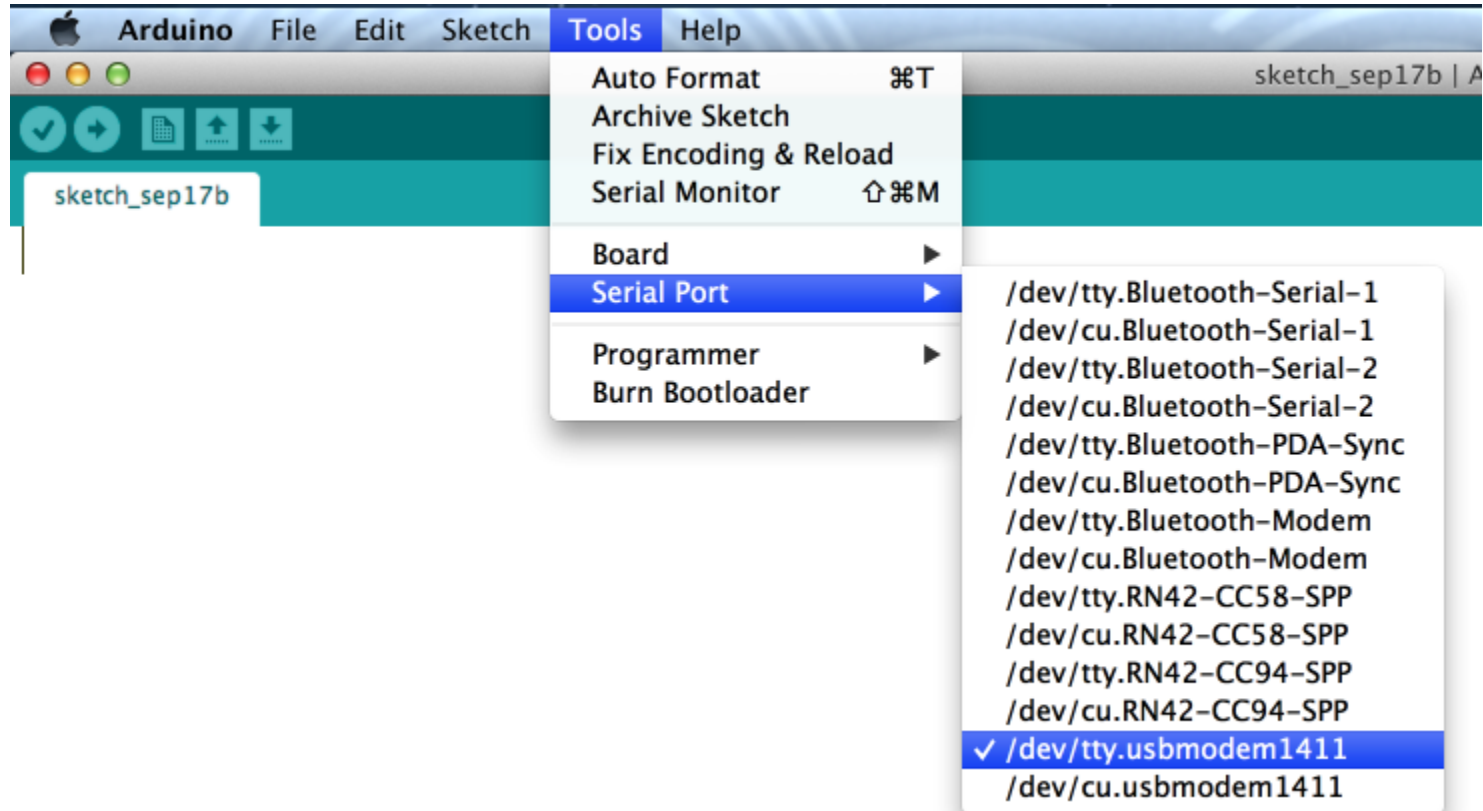 Arduino File Edit Sketch Tools Help
sketch_sep17b | A
sketch_sep17b
Auto Format ⌘T
Archive Sketch
Fix Encoding & Reload
Serial Monitor ⇧⌘M
Board ▶
Serial Port ▶
Programmer ▶
Burn Bootloader
/dev/tty.Bluetooth-Serial-1
/dev/cu.Bluetooth-Serial-1
/dev/tty.Bluetooth-Serial-2
/dev/cu.Bluetooth-Serial-2
/dev/tty.Bluetooth-PDA-Sync
/dev/cu.Bluetooth-PDA-Sync
/dev/tty.Bluetooth-Modem
/dev/cu.Bluetooth-Modem
/dev/tty.RN42-CC58-SPP
/dev/cu.RN42-CC58-SPP
/dev/tty.RN42-CC94-SPP
/dev/cu.RN42-CC94-SPP
✓ /dev/tty.usbmodem1411
/dev/cu.usbmodem1411